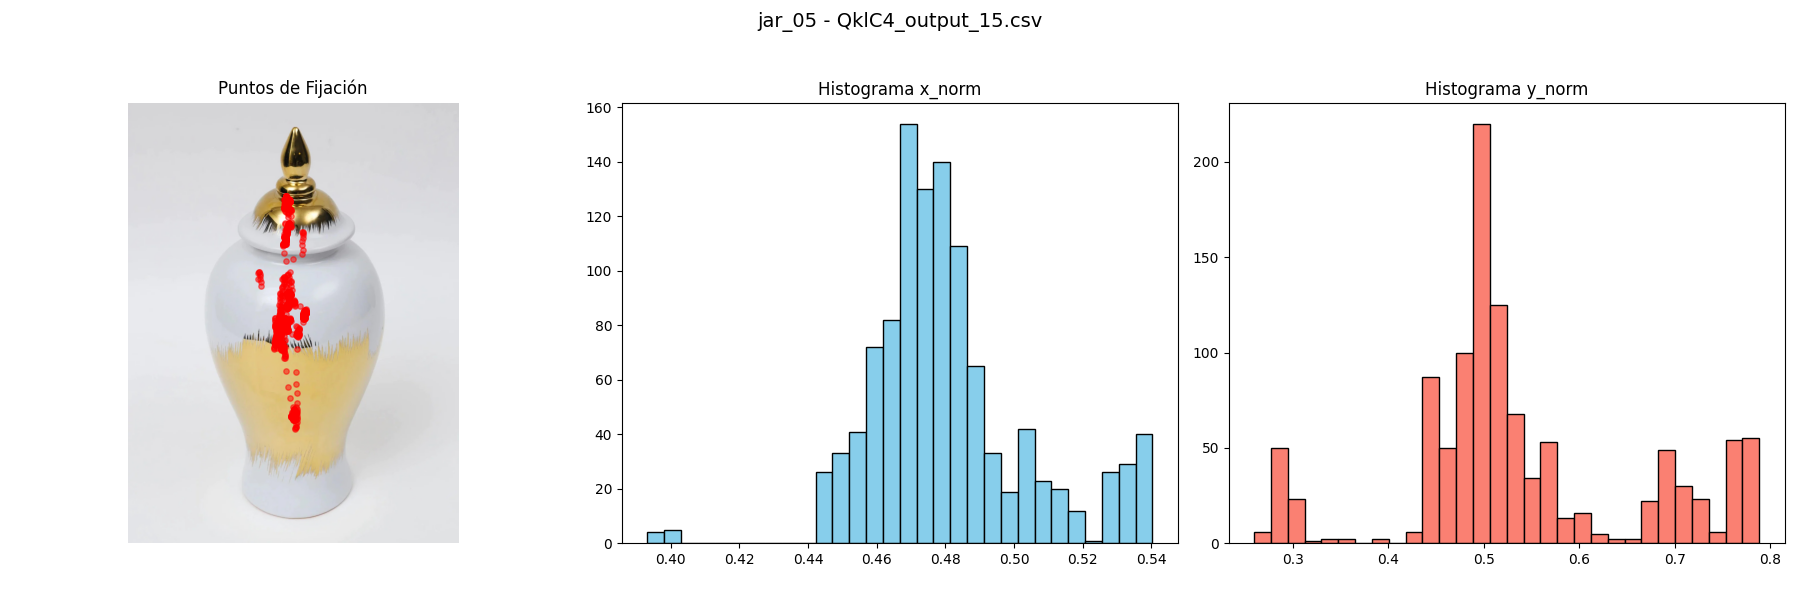 jar_05 - QklC4_output_15.csv
Puntos de Fijación
Histograma x_norm
160
140
120
100
80
60
40
20
0
0.40 0.42 0.44 0.46 0.48 0.50 0.52 0.54
Histograma y_norm
200
150
100
50
0
0.3 0.4 0.5 0.6 0.7 0.8